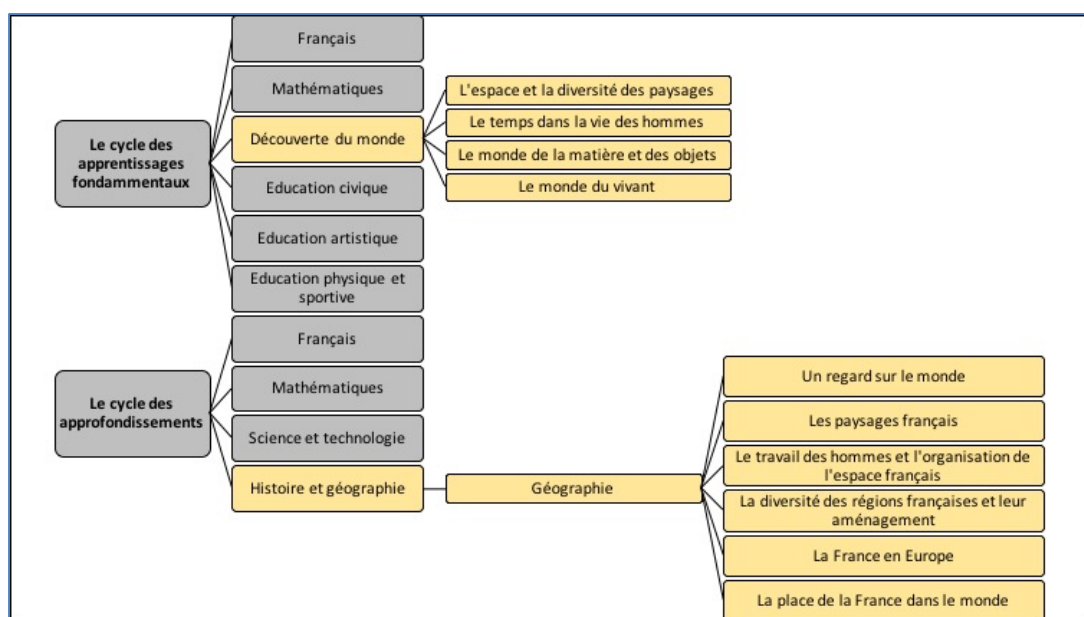 Le cycle des
apprentissages
fondammentaux
Français
Mathématiques
Découverte du monde
Education civique
Education artistique
Education physique et
sportive
L'espace et la diversité des paysages
Le temps dans la vie des hommes
Le monde de la matière et des objets
Le monde du vivant
Le cycle des
approfondissements
Français
Mathématiques
Science et technologie
Histoire et géographie
Géographie
Un regard sur le monde
Les paysages français
Le travail des hommes et l'organisation de
l'espace français
La diversité des régions françaises et leur
aménagement
La France en Europe
La place de la France dans le monde